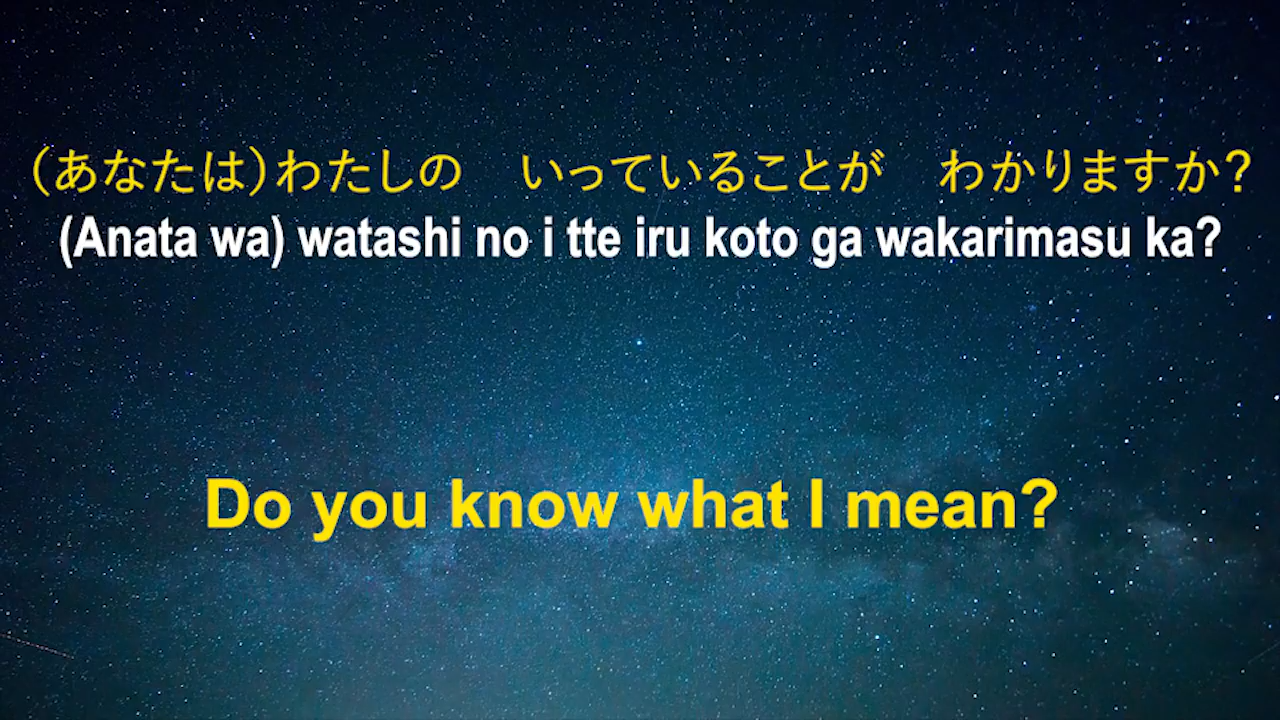 （あなたは）わたしの　いっていることが　わかりますか？
(Anata wa) watashi no i tte iru koto ga wakarimasu ka?
Do you know what I mean?